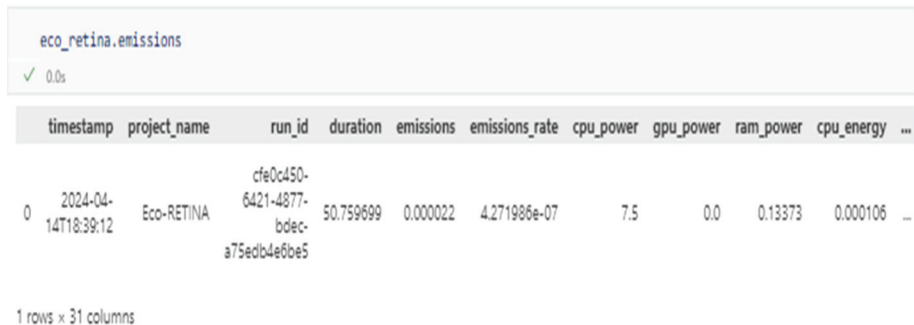 eco_retina.emissions
✓ 0.0s
timestamp project_name run_id duration emissions emissions_rate cpu_power gpu_power ram_power cpu_energy ...
0 2024-04-14T18:39:12 Eco-RETINA cfe0c450-6421-4877-bdec-a75edb4e6be5 50.759699 0.000022 4.271986e-07 7.5 0.0 0.13373 0.000106 ...
1 rows × 31 columns